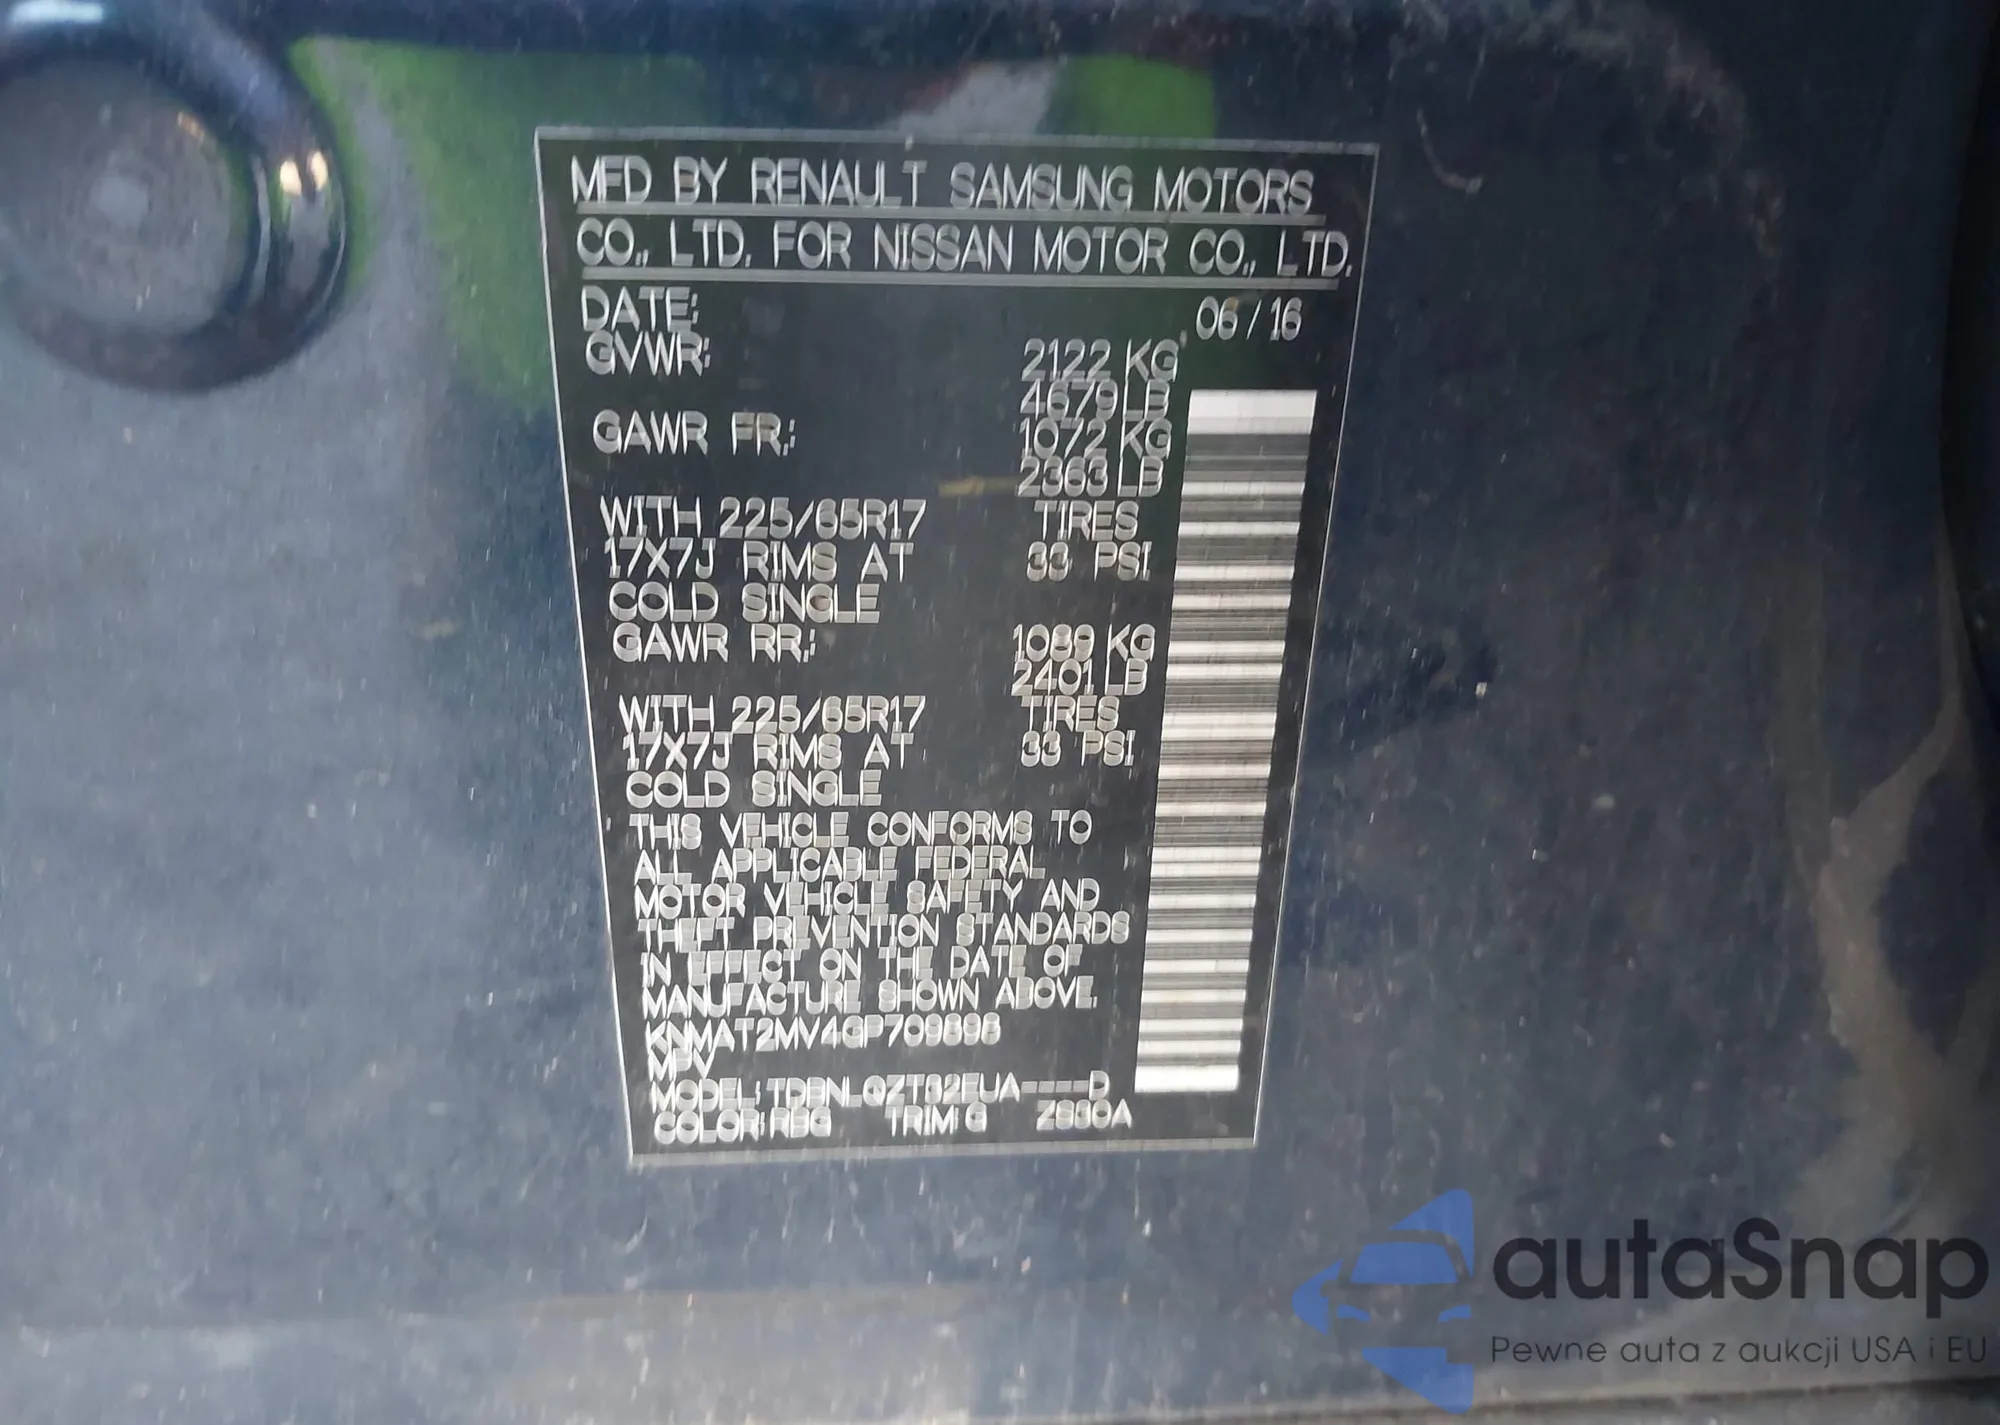 MFD BY RENAULT SAMSUNG MOTORS
CO., LTD. FOR NISSAN MOTOR CO., LTD.
DATE: 06 / 16
GVWR: 2122 KG
4679 LB
GAWR FR.: 1072 KG
2363 LB
WITH 225/65R17 TIRES
17X7J RIMS AT 33 PSI
COLD SINGLE
GAWR RR.: 1089 KG
2401 LB
WITH 225/65R17 TIRES
17X7J RIMS AT 33 PSI
COLD SINGLE
THIS VEHICLE CONFORMS TO
ALL APPLICABLE FEDERAL
MOTOR VEHICLE SAFETY AND
THEFT PREVENTION STANDARDS
IN EFFECT ON THE DATE OF
MANUFACTURE SHOWN ABOVE.
KNMAT2MV4GP709898
MPV
MODEL: COLOR: RBG TRIM: G
autaSnap
Pewne auta z aukcji USA i EU